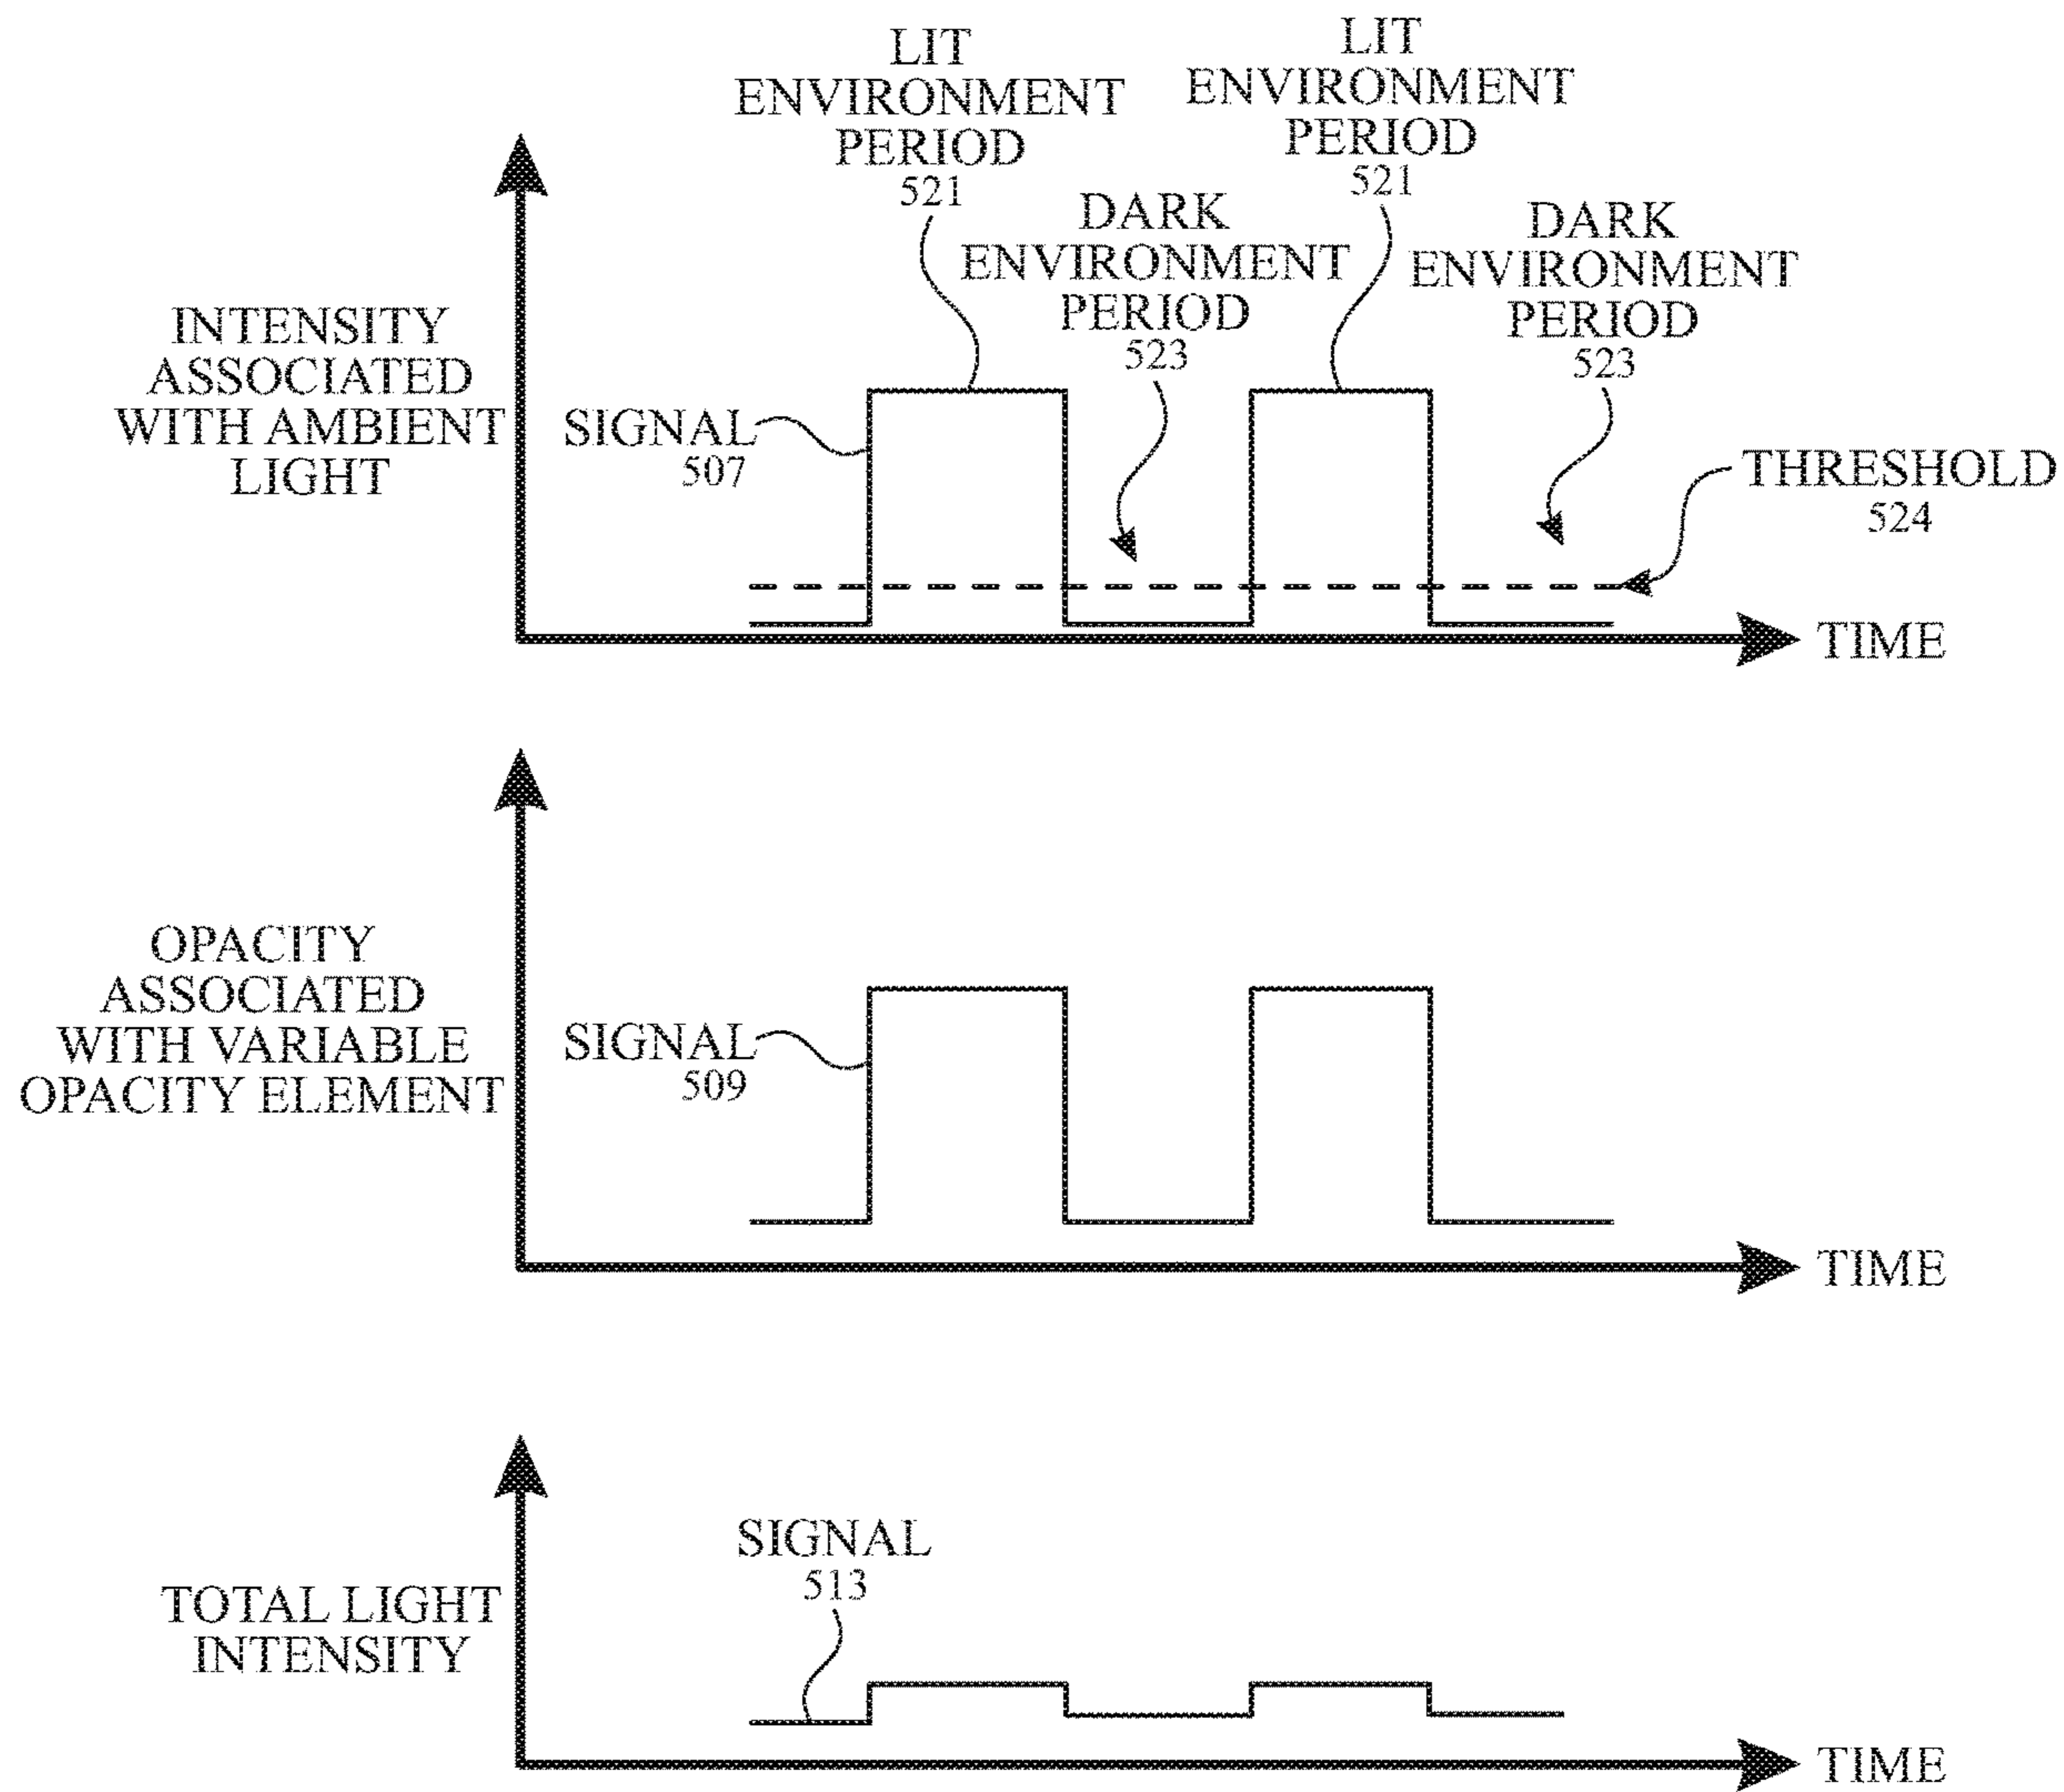 LIT
ENVIRONMENT
PERIOD
521
LIT
ENVIRONMENT
PERIOD
521
DARK
ENVIRONMENT
PERIOD
523
DARK
ENVIRONMENT
PERIOD
523
INTENSITY
ASSOCIATED
WITH AMBIENT
LIGHT
SIGNAL
507
THRESHOLD
524
TIME
OPACITY
ASSOCIATED
WITH VARIABLE
OPACITY ELEMENT
SIGNAL
509
TIME
SIGNAL
513
TOTAL LIGHT
INTENSITY
TIME